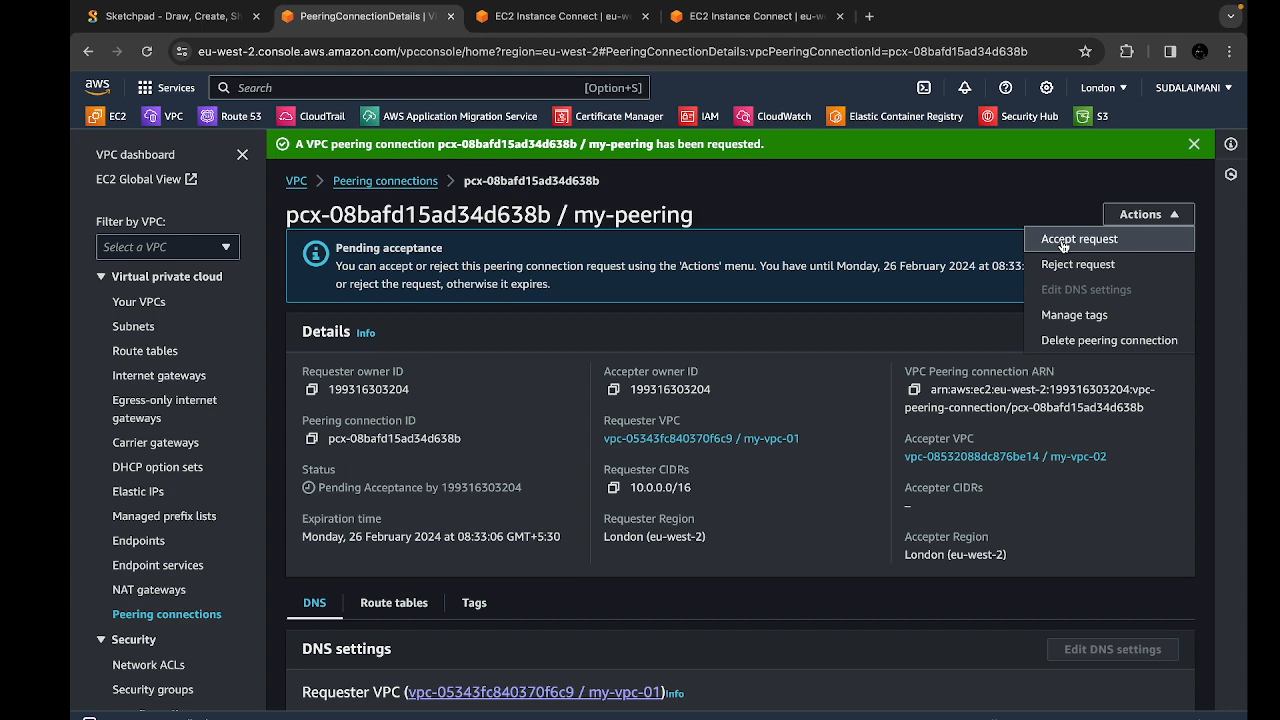 Sketchpad - Draw, Create, Sh
PeeringConnectionDetails | V
EC2 Instance Connect | eu-w
EC2 Instance Connect | eu-w
eu-west-2.console.aws.amazon.com/vpcconsole/home?region=eu-west-2#PeeringConnectionDetails:vpcPeeringConnectionId=pcx-08bafd15ad34d638b
aws
Services
Search
[Option+S]
London
SUDALAIMANI
EC2
VPC
Route 53
CloudTrail
AWS Application Migration Service
Certificate Manager
IAM
CloudWatch
Elastic Container Registry
Security Hub
S3
VPC dashboard
EC2 Global View
Filter by VPC:
Select a VPC
Virtual private cloud
Your VPCs
Subnets
Route tables
Internet gateways
Egress-only internet
gateways
Carrier gateways
DHCP option sets
Elastic IPs
Managed prefix lists
Endpoints
Endpoint services
NAT gateways
Peering connections
Security
Network ACLs
Security groups
A VPC peering connection pcx-08bafd15ad34d638b / my-peering has been requested.
VPC
Peering connections
pcx-08bafd15ad34d638b
pcx-08bafd15ad34d638b / my-peering
Actions
Accept request
Reject request
Edit DNS settings
Manage tags
Delete peering connection
Pending acceptance
You can accept or reject this peering connection request using the 'Actions' menu. You have until Monday, 26 February 2024 at 08:33:
or reject the request, otherwise it expires.
Details Info
Requester owner ID
199316303204
Peering connection ID
pcx-08bafd15ad34d638b
Status
Pending Acceptance by 199316303204
Expiration time
Monday, 26 February 2024 at 08:33:06 GMT+5:30
Accepter owner ID
199316303204
Requester VPC
vpc-05343fc840370f6c9 / my-vpc-01
Requester CIDRs
10.0.0.0/16
Requester Region
London (eu-west-2)
VPC Peering connection ARN
arn:aws:ec2:eu-west-2:199316303204:vpc-
peering-connection/pcx-08bafd15ad34d638b
Accepter VPC
vpc-08532088dc876be14 / my-vpc-02
Accepter CIDRs
–
Accepter Region
London (eu-west-2)
DNS
Route tables
Tags
DNS settings
Edit DNS settings
Requester VPC (vpc-05343fc840370f6c9 / my-vpc-01)Info